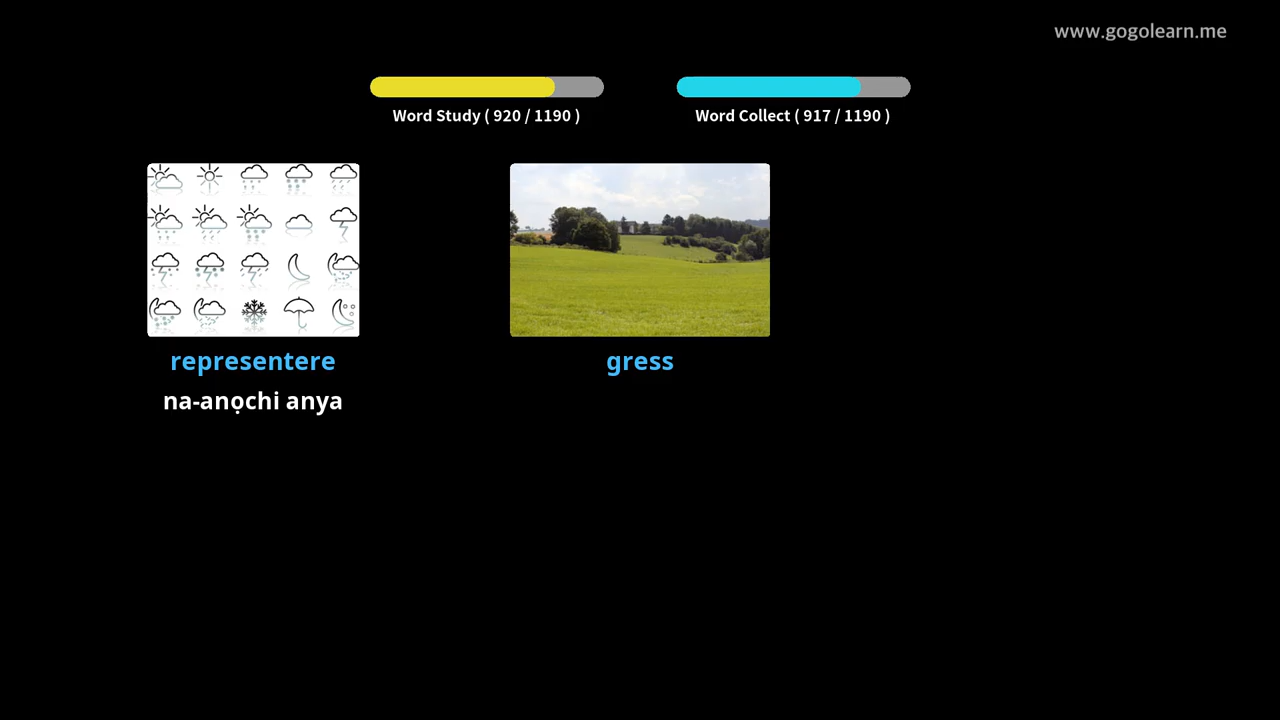 www.gogolearn.me
Word Study ( 920 / 1190 )
Word Collect ( 917 / 1190 )
representere
gress
na-anọchi anya